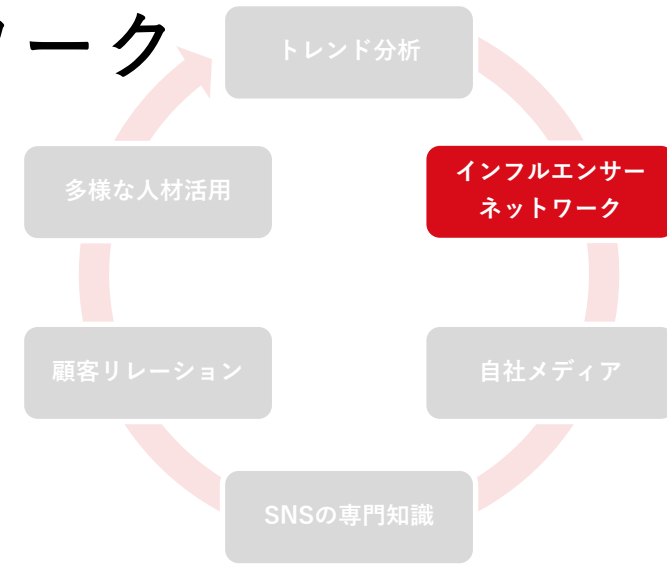 ワーク
トレンド分析
インフルエンサー
ネットワーク
多様な人材活用
顧客リレーション
自社メディア
SNSの専門知識